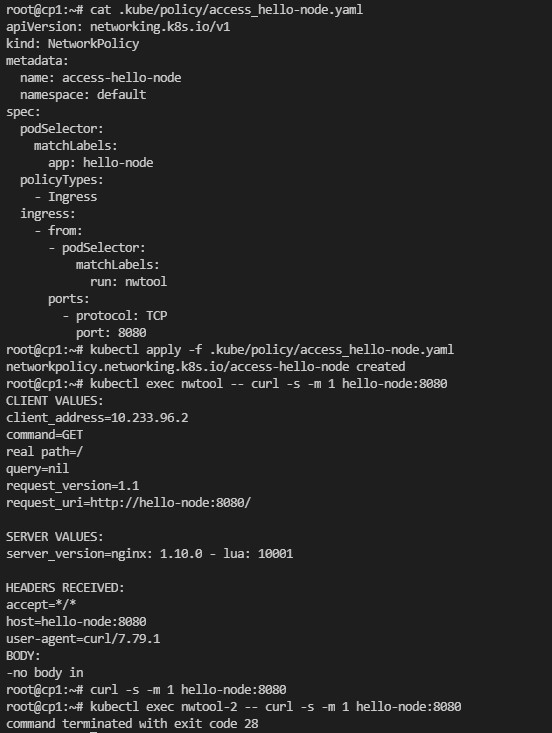 root@cp1:~# cat .kube/policy/access_hello-node.yaml
apiVersion: networking.k8s.io/v1
kind: NetworkPolicy
metadata:
  name: access-hello-node
  namespace: default
spec:
  podSelector:
    matchLabels:
      app: hello-node
  policyTypes:
    - Ingress
  ingress:
    - from:
      - podSelector:
          matchLabels:
            run: nwtool
      ports:
        - protocol: TCP
          port: 8080
root@cp1:~# kubectl apply -f .kube/policy/access_hello-node.yaml
networkpolicy.networking.k8s.io/access-hello-node created
root@cp1:~# kubectl exec nwtool -- curl -s -m 1 hello-node:8080
CLIENT VALUES:
client_address=10.233.96.2
command=GET
real path=/
query=nil
request_version=1.1
request_uri=http://hello-node:8080/

SERVER VALUES:
server_version=nginx: 1.10.0 - lua: 10001

HEADERS RECEIVED:
accept=*/*
host=hello-node:8080
user-agent=curl/7.79.1
BODY:
-no body in
root@cp1:~# curl -s -m 1 hello-node:8080
root@cp1:~# kubectl exec nwtool-2 -- curl -s -m 1 hello-node:8080
command terminated with exit code 28